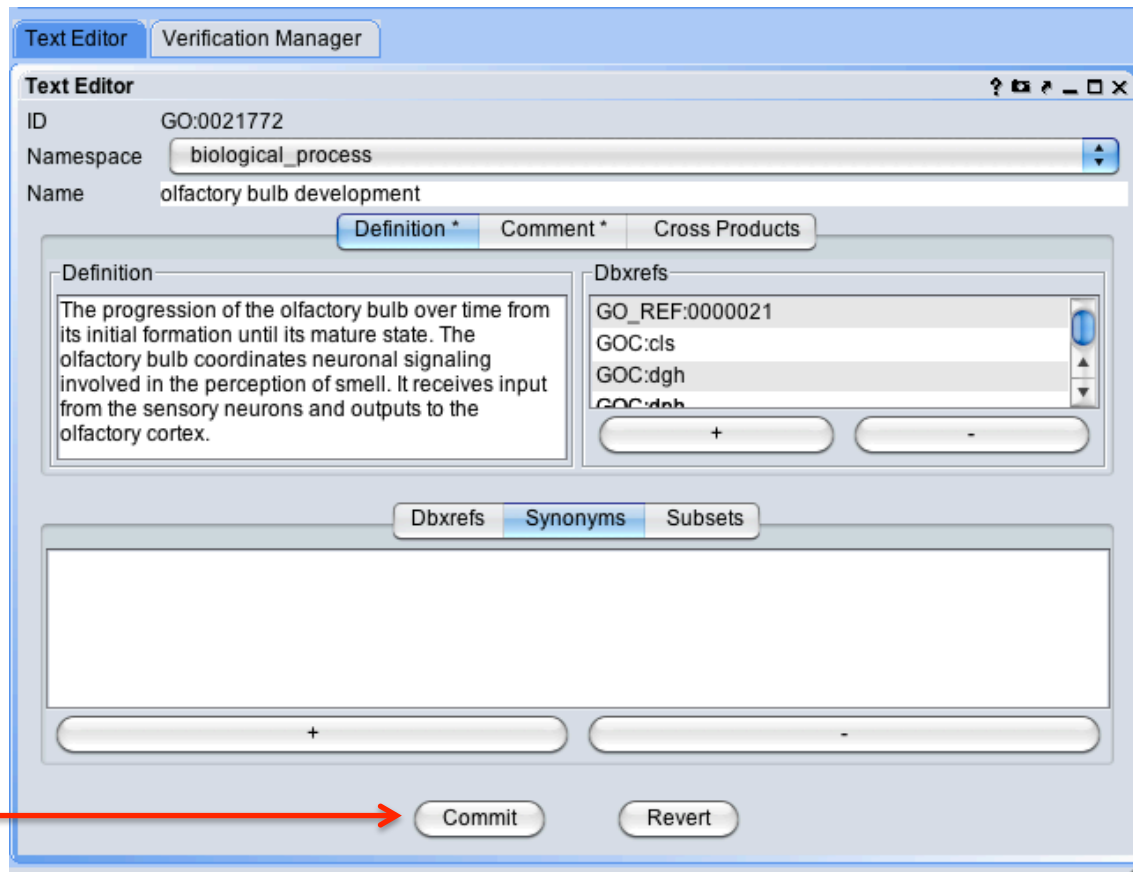 Text Editor Verification Manager
Text Editor ?
ID GO:0021772
Namespace biological_process
Name olfactory bulb development
Definition * Comment * Cross Products
Definition
The progression of the olfactory bulb over time from
its initial formation until its mature state. The
olfactory bulb coordinates neuronal signaling
involved in the perception of smell. It receives input
from the sensory neurons and outputs to the
olfactory cortex.
Dbxrefs
GO_REF:0000021
GOC:cls
GOC:dgh
GOC:dph
+ -
Dbxrefs Synonyms Subsets
+ -
Commit Revert